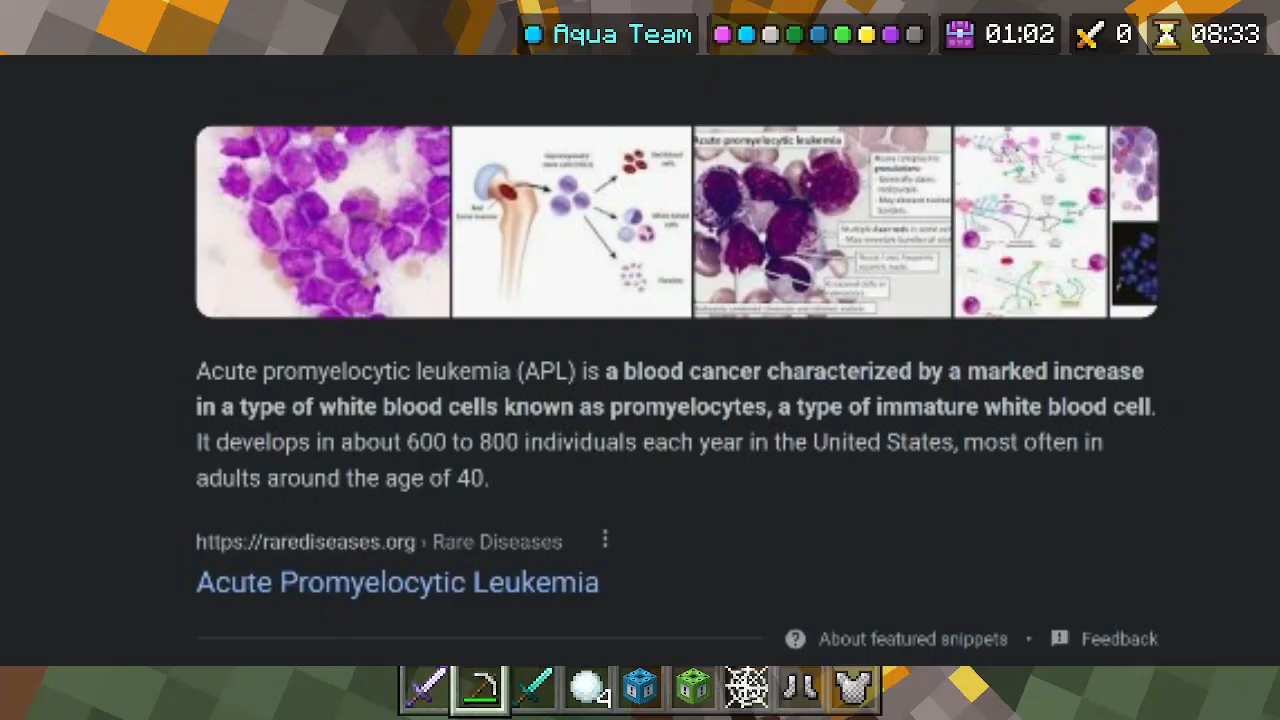 Aqua Team
01:02
0
08:33
Acute promyelocytic leukemia
Acute promyelocytic leukemia (APL) is a blood cancer characterized by a marked increase
in a type of white blood cells known as promyelocytes, a type of immature white blood cell.
It develops in about 600 to 800 individuals each year in the United States, most often in
adults around the age of 40.
https://rarediseases.org › Rare Diseases
Acute Promyelocytic Leukemia
About featured snippets • Feedback
4